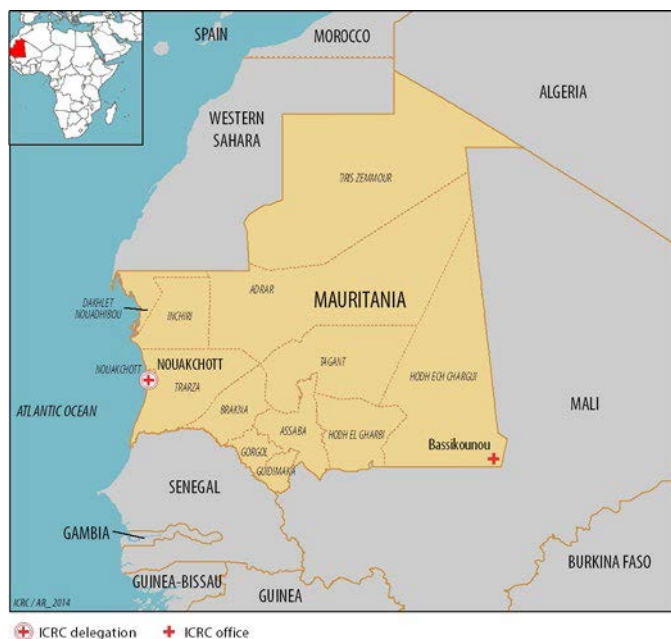 SPAIN
MOROCCO
ALGERIA
WESTERN
SAHARA
TIRIS ZEMMOUR
DAKHLET
NOUADHIBOU
INCHIRI
ADRAR
MAURITANIA
NOUAKCHOTT
NOUAKCHOTT
TRARZA
TAGANT
HODH ECH CHARGUI
ATLANTIC OCEAN
BRAKNA
ASSABA
HODH EL GHARBI
MALI
GORGOL
GUIDIMAKA
Bassikounou
SENEGAL
GAMBIA
BURKINA FASO
GUINEA-BISSAU
GUINEA
ICRC / AR_2014
ICRC delegation
ICRC office